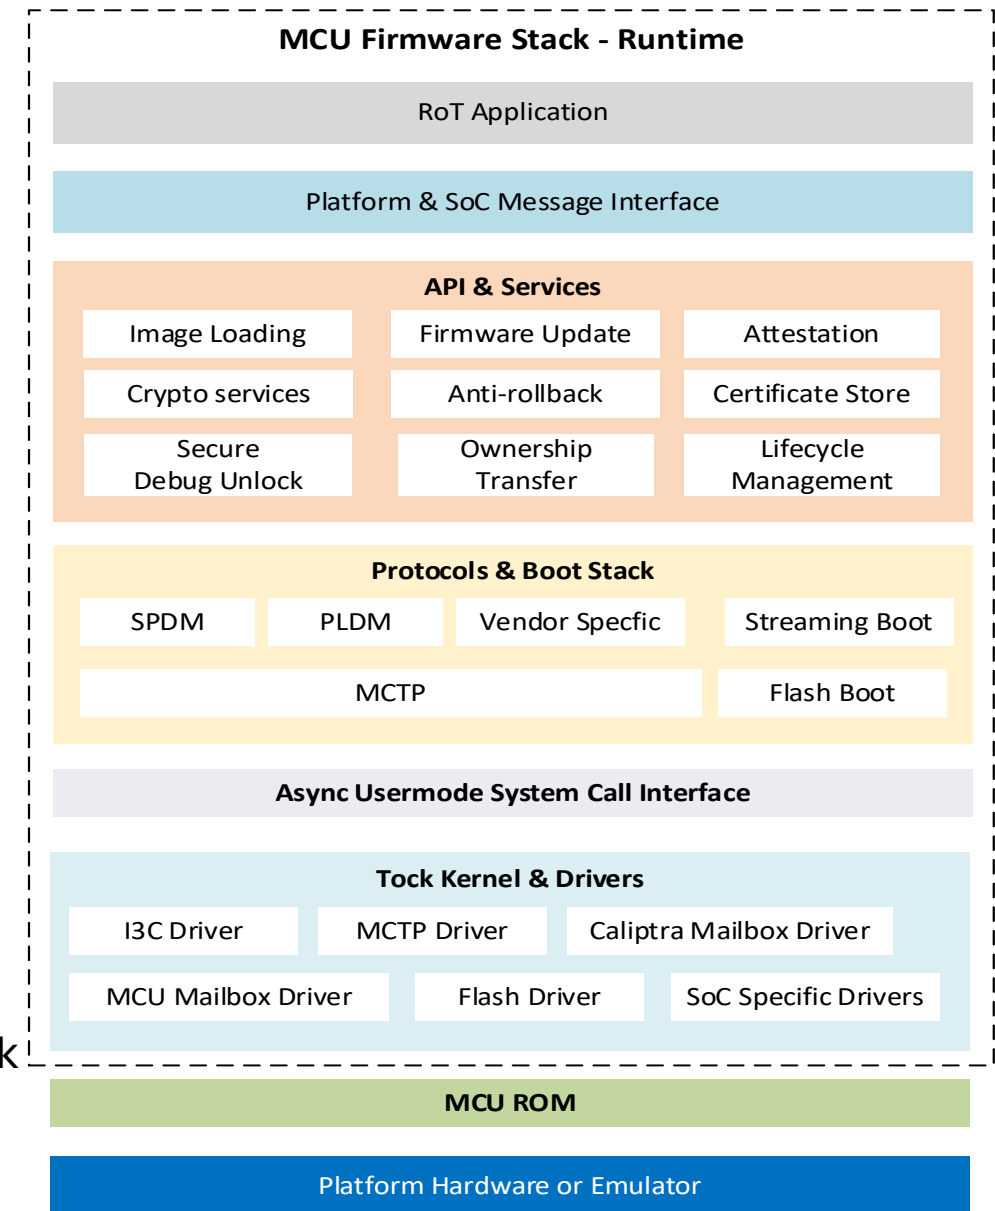 MCU Firmware Stack - Runtime
RoT Application
Platform & SoC Message Interface
API & Services
Image Loading
Firmware Update
Attestation
Crypto services
Anti-rollback
Certificate Store
Secure
Debug Unlock
Ownership
Transfer
Lifecycle
Management
Protocols & Boot Stack
SPDM
PLDM
Vendor Specfic
Streaming Boot
MCTP
Flash Boot
Async Usermode System Call Interface
Tock Kernel & Drivers
I3C Driver
MCTP Driver
Caliptra Mailbox Driver
MCU Mailbox Driver
Flash Driver
SoC Specific Drivers
k
MCU ROM
Platform Hardware or Emulator